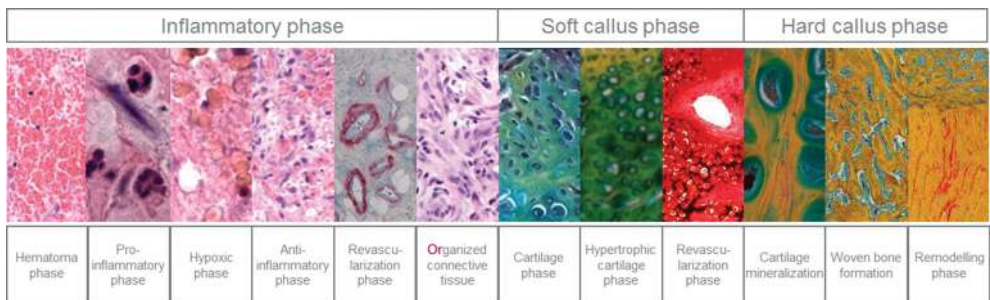 Inflammatory phase
Soft callus phase
Hard callus phase
Hematoma
phase
Pro-
inflammatory
phase
Hypoxic
phase
Anti-
inflammatory
phase
Revascu-
larization phase
Organized
connective
tissue
Cartilage
phase
Hypertrophic
cartilage phase
Revascu-
larization phase
Cartilage
mineralization
Woven bone
formation
Remodelling
phase